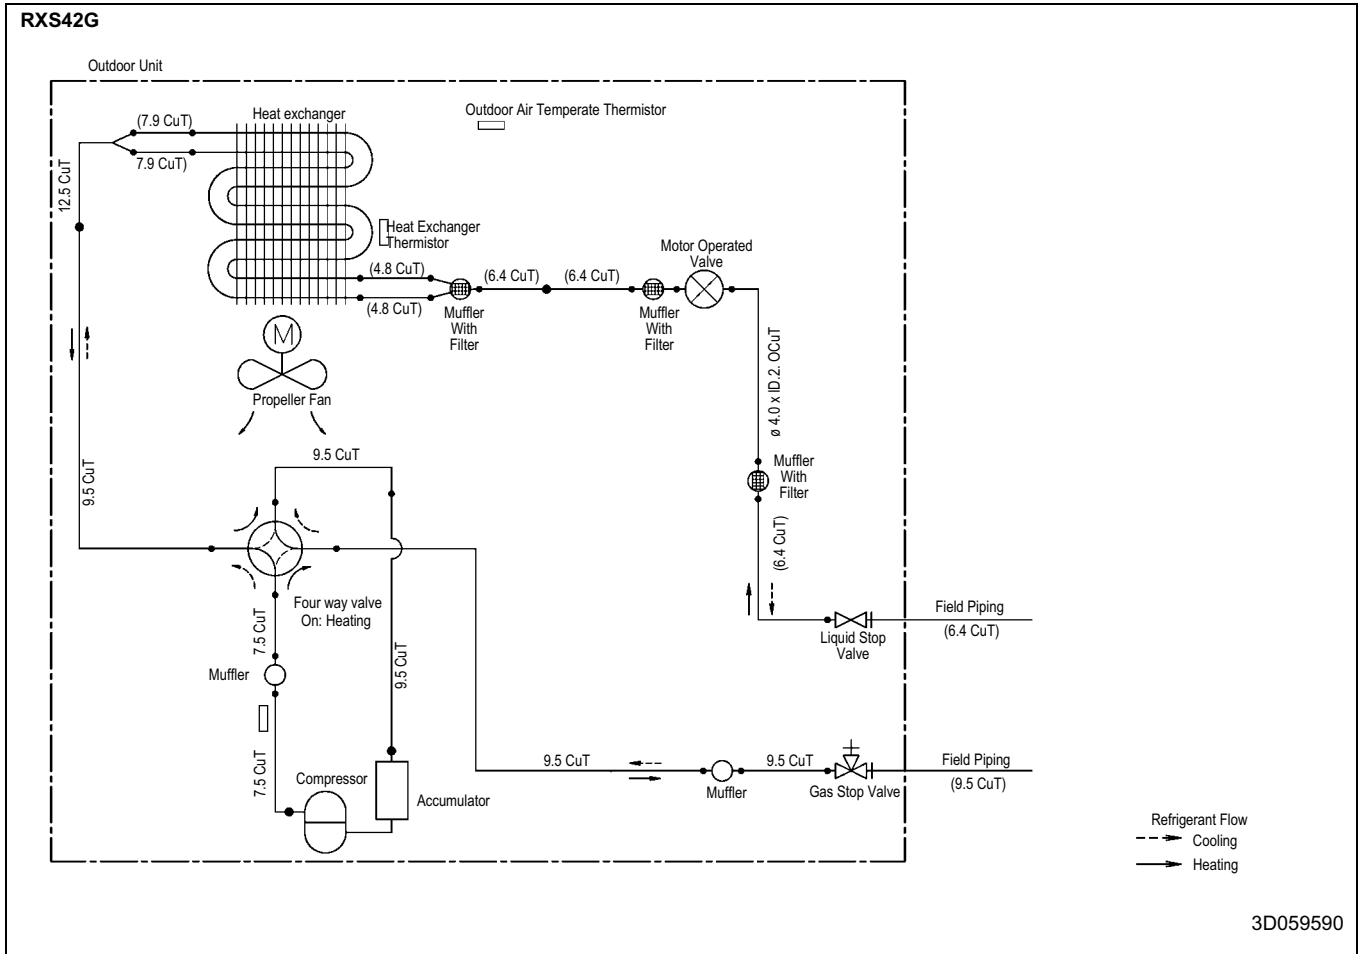 RXS42G
Outdoor Unit
(7.9 CuT)
Heat exchanger
Outdoor Air Temperate Thermistor
7.9 CuT)
12.5 CuT
Heat Exchanger
Thermistor
Motor Operated
Valve
(4.8 CuT)
(6.4 CuT)
(6.4 CuT)
(4.8 CuT)
Muffler
With
Filter
Muffler
With
Filter
M
Propeller Fan
ø 4.0 x ID.2. OCuT
9.5 CuT
9.5 CuT
Muffler
With
Filter
(6.4 CuT)
Four way valve
On: Heating
7.5 CuT
Field Piping
(6.4 CuT)
Liquid Stop
Valve
Muffler
9.5 CuT
7.5 CuT
Compressor
Accumulator
9.5 CuT
9.5 CuT
Field Piping
(9.5 CuT)
Muffler
Gas Stop Valve
Refrigerant Flow
Cooling
Heating
3D059590